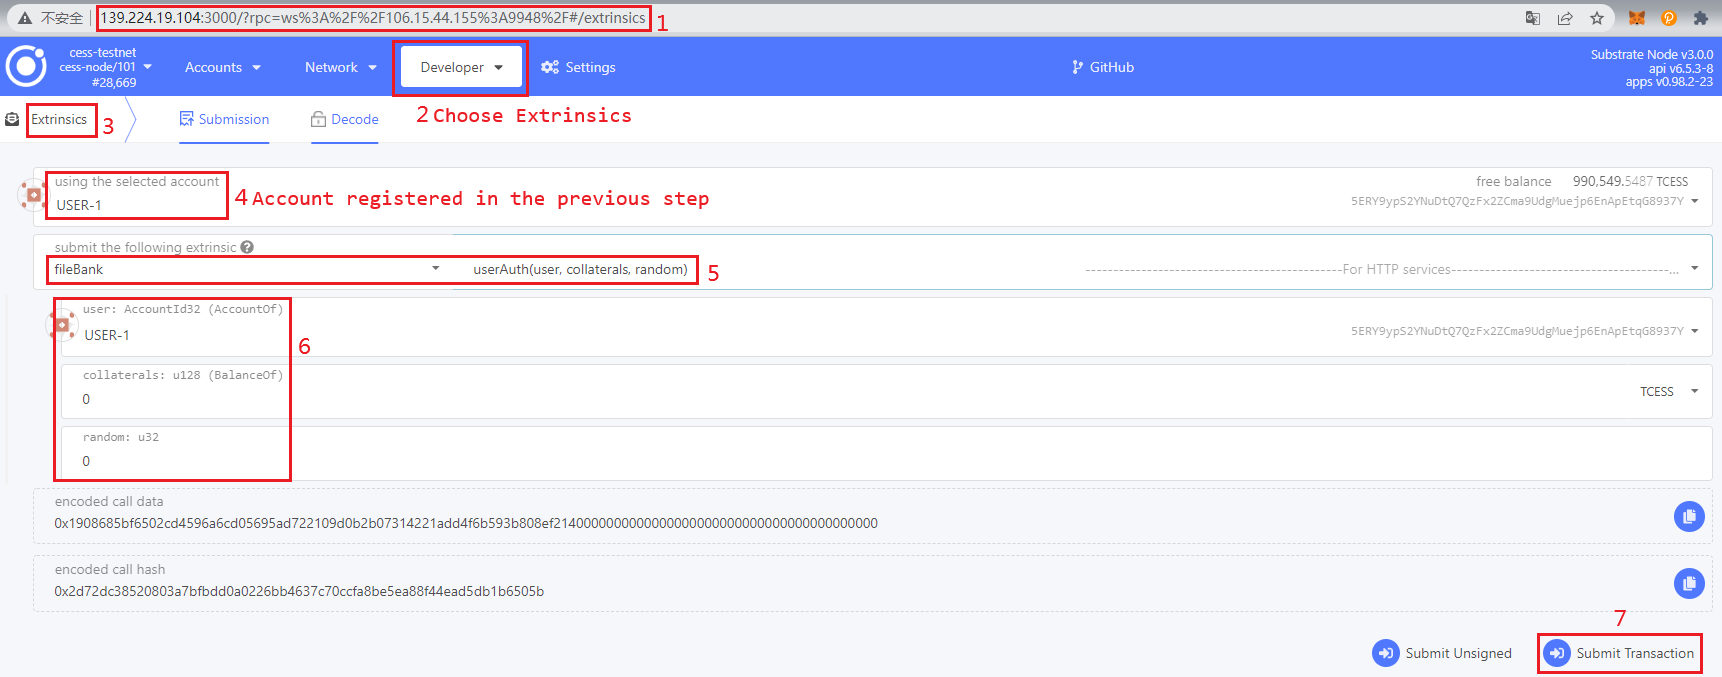 不安全
139.224.19.104:3000/?rpc=ws%3A%2F%2F106.15.44.155%3A9948%2F#/extrinsics
1
cess-testnet
cess-node/101
#28,669
Accounts
Network
Developer
Settings
GitHub
Substrate Node v3.0.0
api v6.5.3-8
apps v0.98.2-23
Extrinsics
3
Submission
Decode
2 Choose Extrinsics
using the selected account
USER-1
4 Account registered in the previous step
free balance 990,549.5487 TCESS
5ERY9ypS2YNuDtQ7QzFx2ZCma9UdgMuejp6EnApEtqG8937Y
submit the following extrinsic
fileBank
userAuth(user, collaterals, random)
5
----------------------------------------For HTTP services----------------------------------...
user: AccountId32 (AccountOf)
USER-1
5ERY9ypS2YNuDtQ7QzFx2ZCma9UdgMuejp6EnApEtqG8937Y
6
collaterals: u128 (BalanceOf)
0
TCESS
random: u32
0
encoded call data
0x1908685bf6502cd4596a6cd05695ad722109d0b2b07314221add4f6b593b808ef2140000000000000000000000000000000000000000
encoded call hash
0x2d72dc38520803a7bfbdd0a0226bb4637c70ccfa8be5ea88f44ead5db1b6505b
7
Submit Unsigned
Submit Transaction